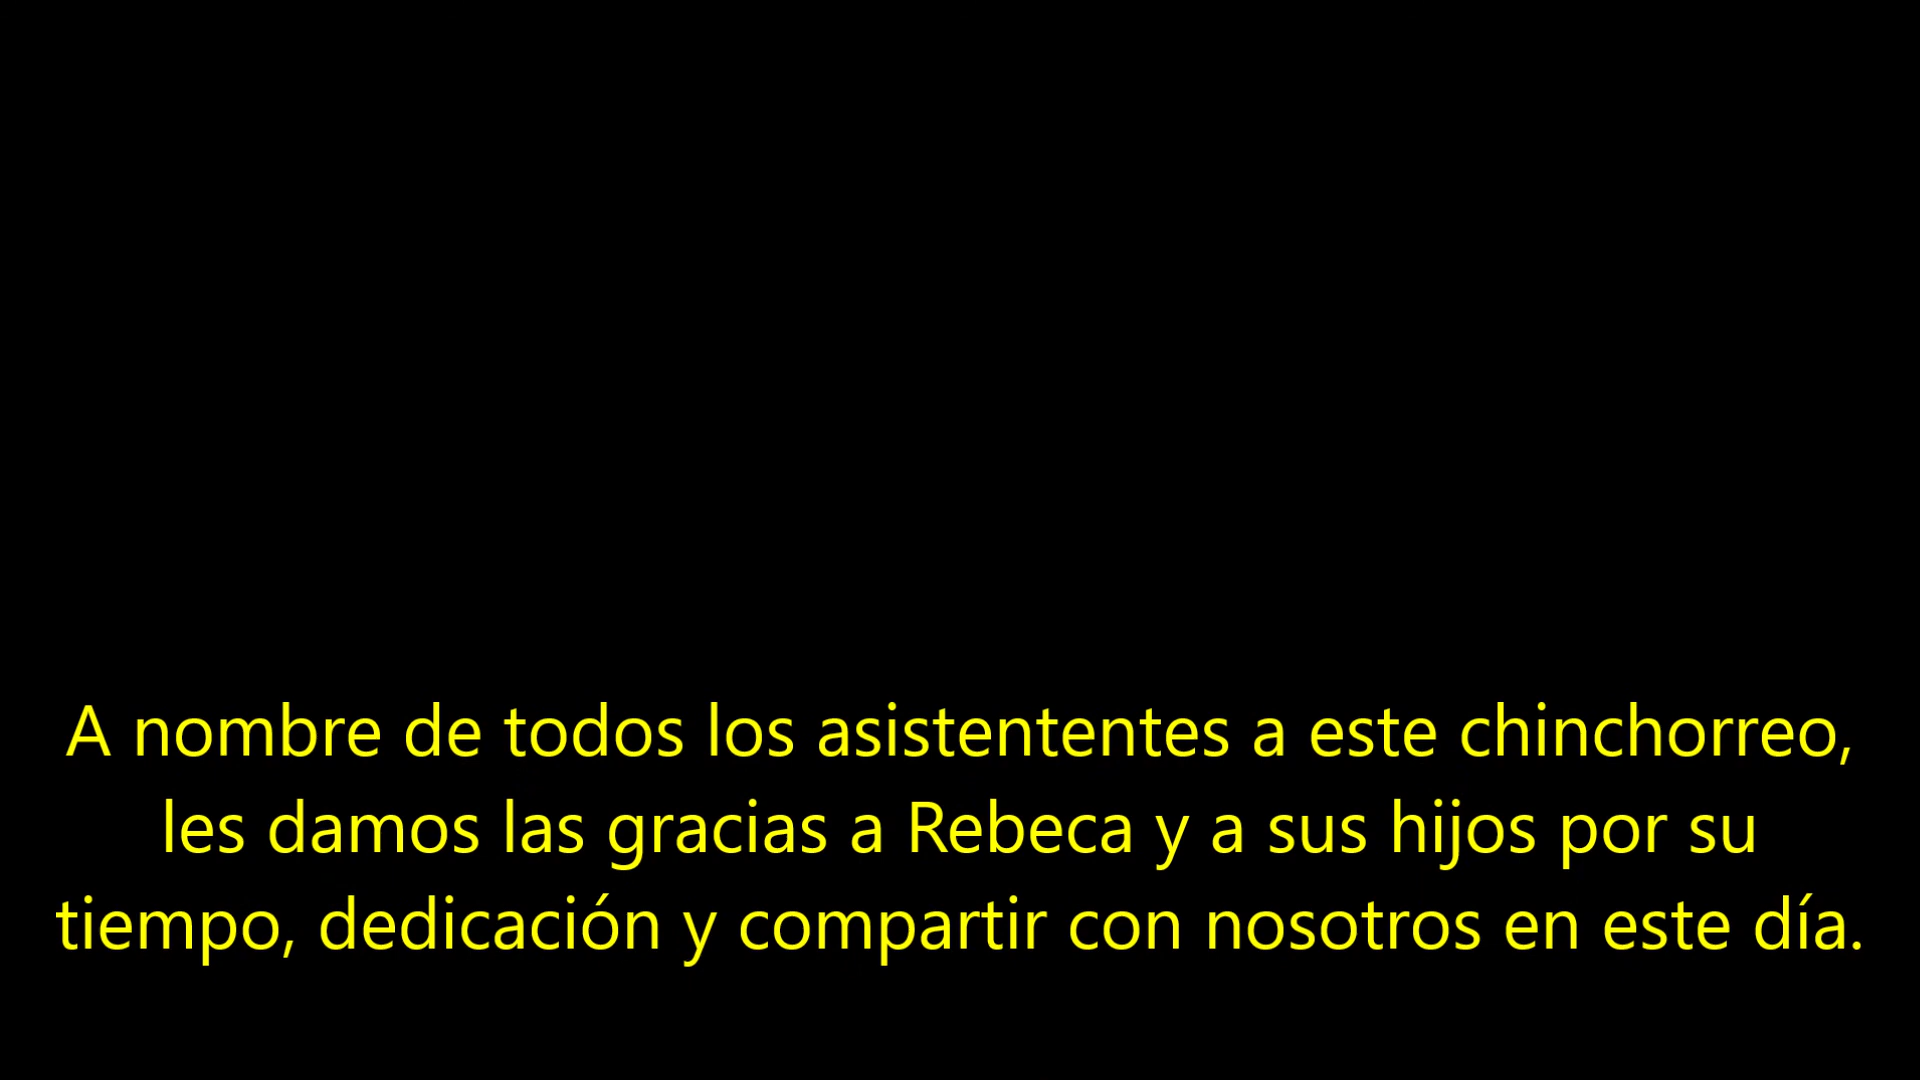 A nombre de todos los asistententes a este chinchorreo,
les damos las gracias a Rebeca y a sus hijos por su
tiempo, dedicación y compartir con nosotros en este día.